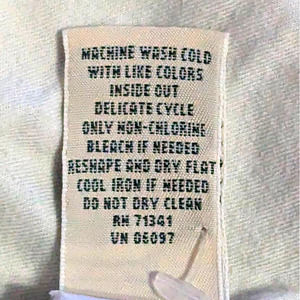 MACHINE WASH COLD
WITH LIKE COLORS
INSIDE OUT
DELICATE CYCLE
ONLY NON-CHLORINE
BLEACH IF NEEDED
RESHAPE AND DRY FLAT
COOL IRON IF NEEDED
DO NOT DRY CLEAN
RN 71341
VN 06097